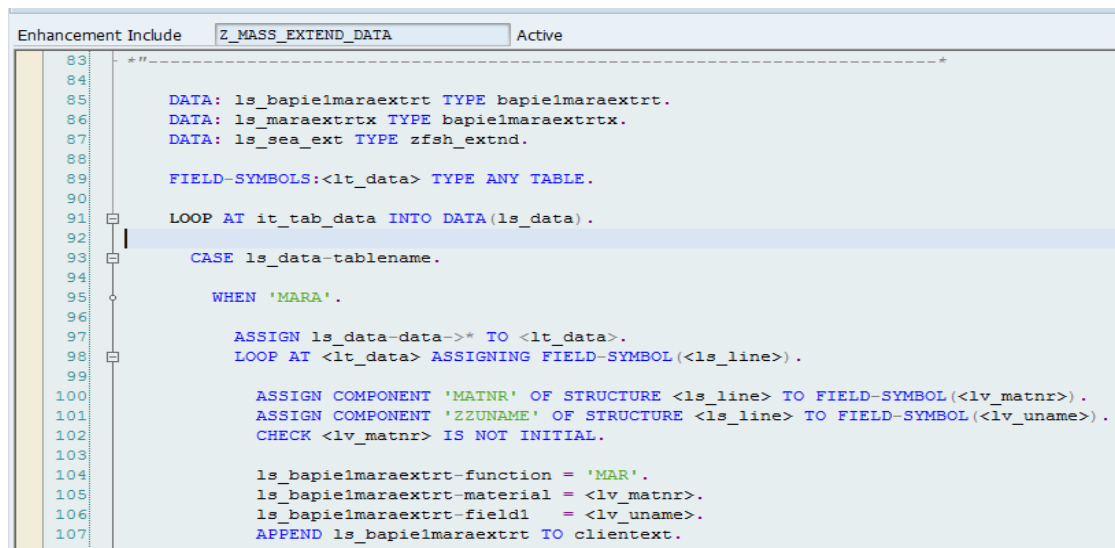 Enhancement Include Z_MASS_EXTEND_DATA Active
83 *"----------------------------------------------------------------------*
84
85 DATA: ls_bapie1maraextrt TYPE bapie1maraextrt.
86 DATA: ls_maraextrtx TYPE bapie1maraextrtx.
87 DATA: ls_sea_ext TYPE zfsh_extnd.
88
89 FIELD-SYMBOLS:<lt_data> TYPE ANY TABLE.
90
91 LOOP AT it_tab_data INTO DATA(ls_data).
92
93 CASE ls_data-tablename.
94
95 WHEN 'MARA'.
96
97 ASSIGN ls_data-data->* TO <lt_data>.
98 LOOP AT <lt_data> ASSIGNING FIELD-SYMBOL(<ls_line>).
99
100 ASSIGN COMPONENT 'MATNR' OF STRUCTURE <ls_line> TO FIELD-SYMBOL(<lv_matnr>).
101 ASSIGN COMPONENT 'ZZUNAME' OF STRUCTURE <ls_line> TO FIELD-SYMBOL(<lv_uname>).
102 CHECK <lv_matnr> IS NOT INITIAL.
103
104 ls_bapie1maraextrt-function = 'MAR'.
105 ls_bapie1maraextrt-material = <lv_matnr>.
106 ls_bapie1maraextrt-field1 = <lv_uname>.
107 APPEND ls_bapie1maraextrt TO clientext.